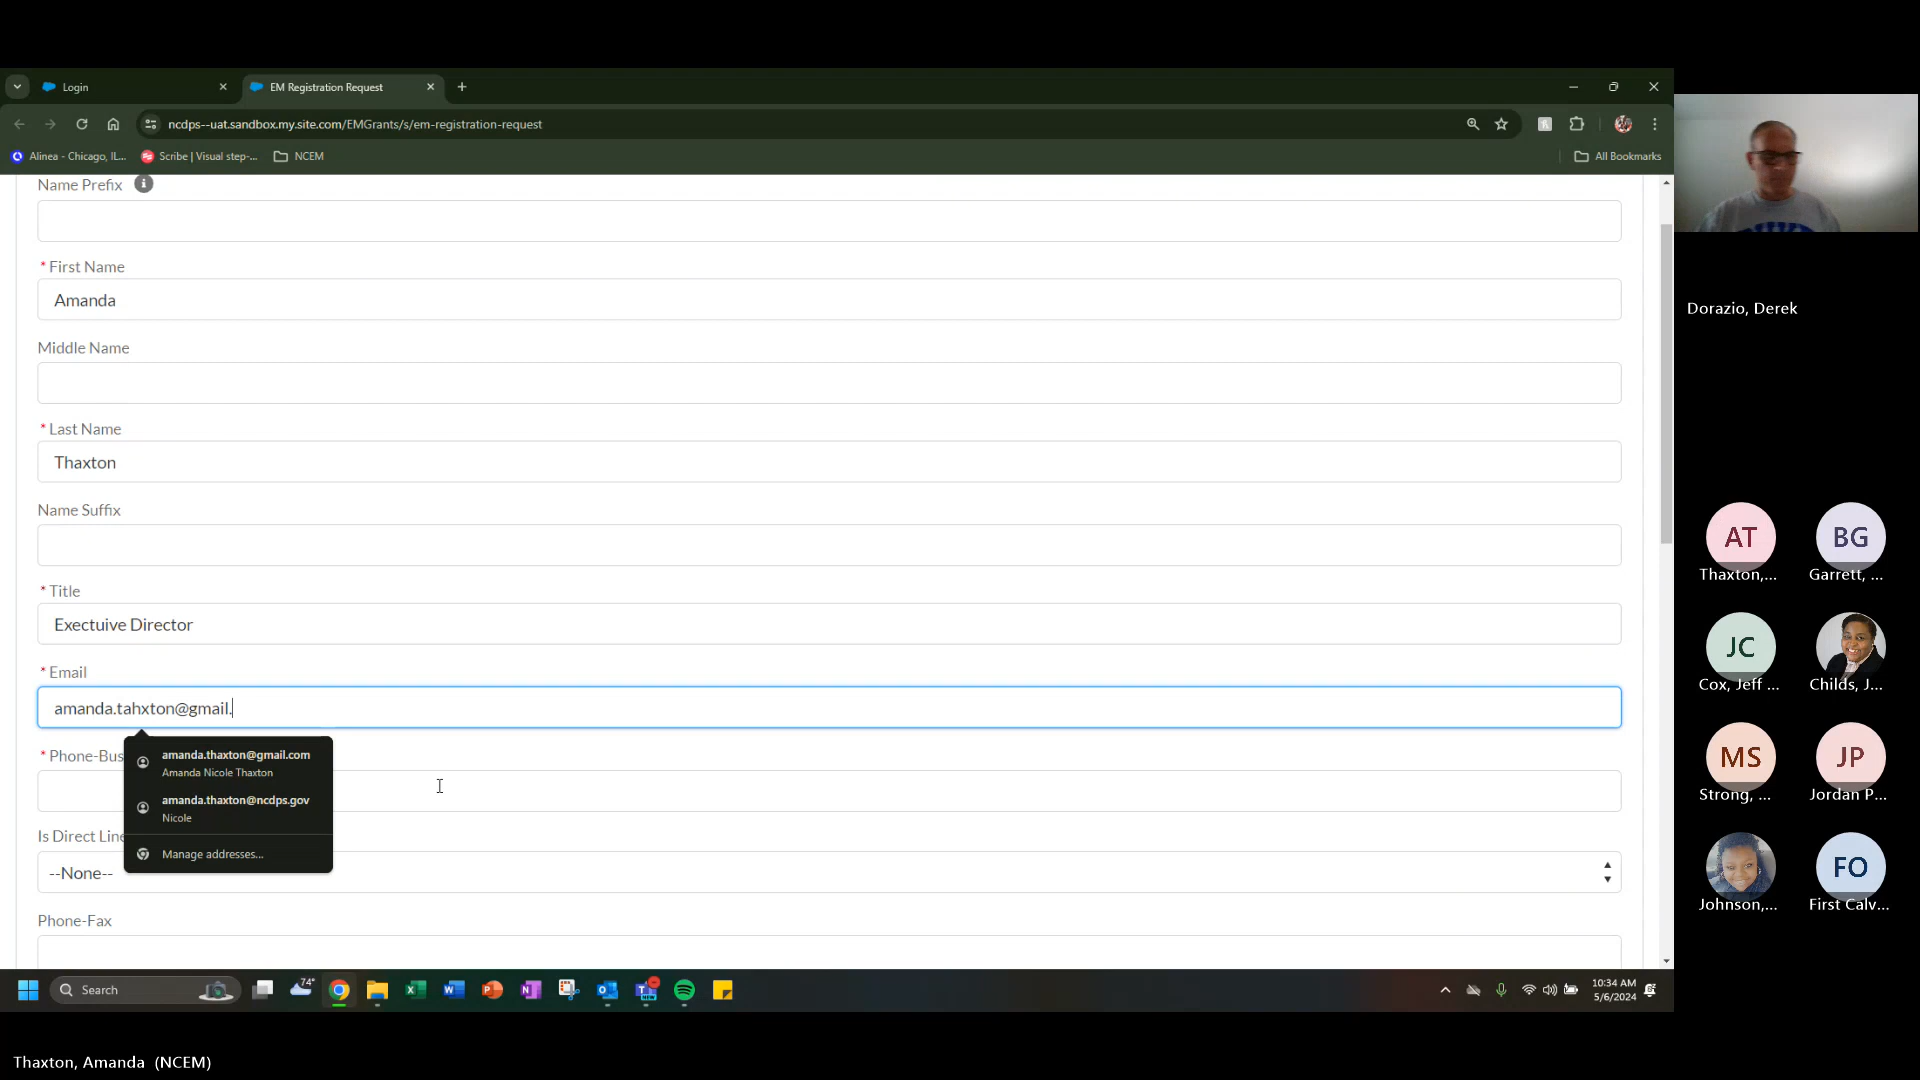 Login
EM Registration Request
ncdps--uat.sandbox.my.site.com/EMGrants/s/em-registration-request
Alinea - Chicago, IL...
Scribe | Visual step-...
NCEM
All Bookmarks
Name Prefix
* First Name
Amanda
Middle Name
* Last Name
Thaxton
Name Suffix
* Title
Exectuive Director
* Email
amanda.tahxton@gmail.
amanda.thaxton@gmail.com
Amanda Nicole Thaxton
amanda.thaxton@ncdps.gov
Nicole
Manage addresses...
* Phone-Bus
Is Direct Line
--None--
Phone-Fax
Search
74°
10:34 AM
5/6/2024
Dorazio, Derek
AT
Thaxton,...
BG
Garrett, ...
JC
Cox, Jeff ...
Childs, J...
MS
Strong, ...
JP
Jordan P...
Johnson,...
FO
First Calv...
Thaxton, Amanda (NCEM)